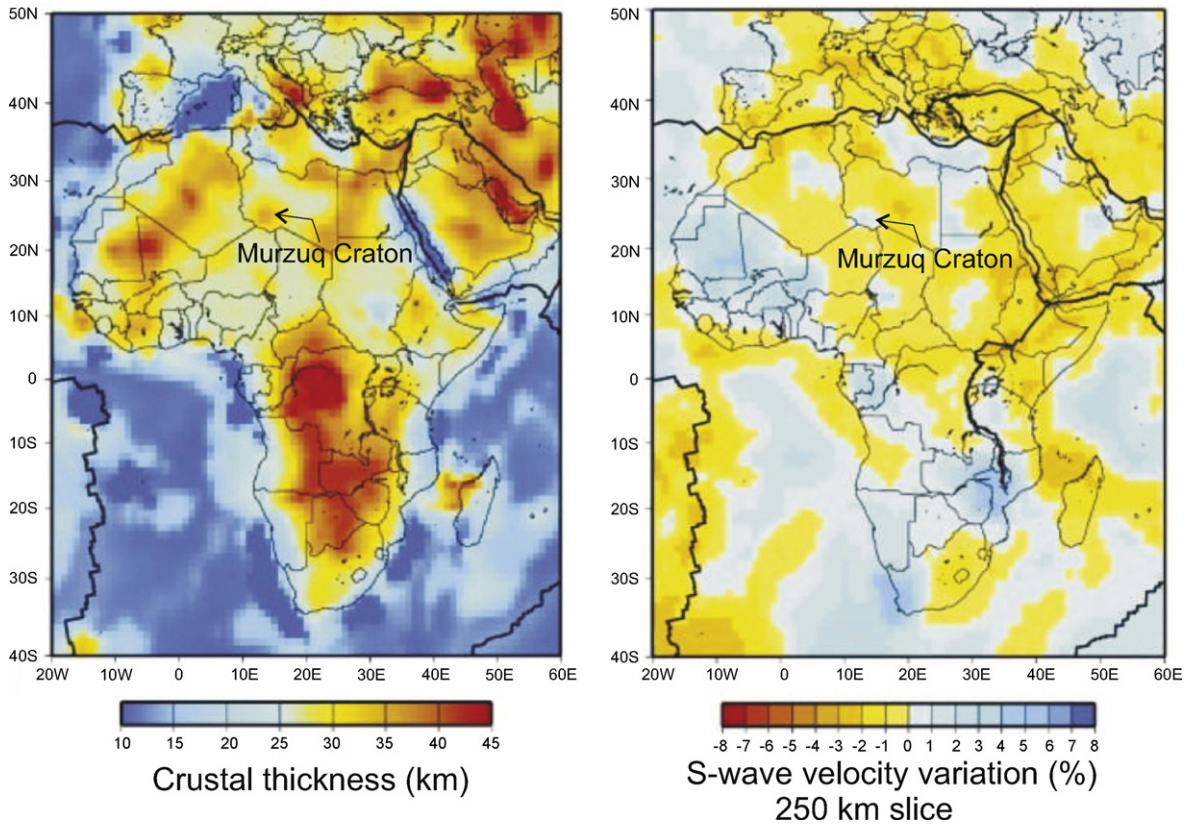 50N
40N
30N
20N
10N
0
10S
20S
30S
40S
20W 10W 0 10E 20E 30E 40E 50E 60E
Murzuq Craton
10 15 20 25 30 35 40 45
Crustal thickness (km)
50N
40N
30N
20N
10N
0
10S
20S
30S
40S
20W 10W 0 10E 20E 30E 40E 50E 60E
Murzuq Craton
-8 -7 -6 -5 -4 -3 -2 -1 0 1 2 3 4 5 6 7 8
S-wave velocity variation (%)
250 km slice